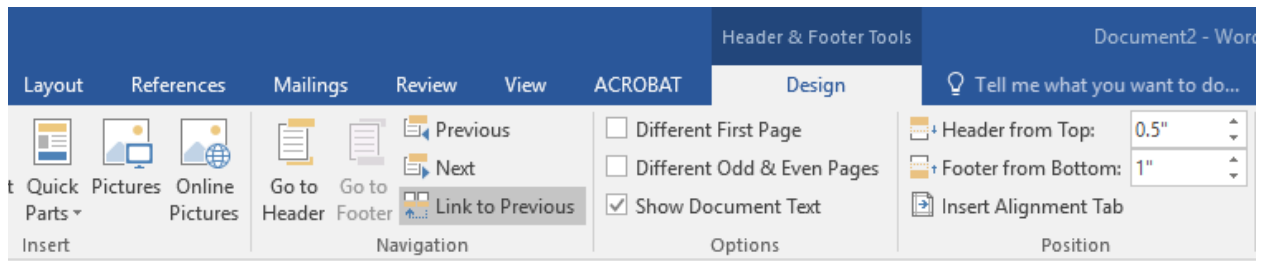 Header & Footer Tools
Document2 - Word
Layout References Mailings Review View ACROBAT Design Tell me what you want to do...
Quick Parts
Pictures
Online Pictures
Go to Header
Go to Footer
Previous
Next
Link to Previous
Different First Page
Different Odd & Even Pages
Show Document Text
Header from Top: 0.5"
Footer from Bottom: 1"
Insert Alignment Tab
Insert
Navigation
Options
Position